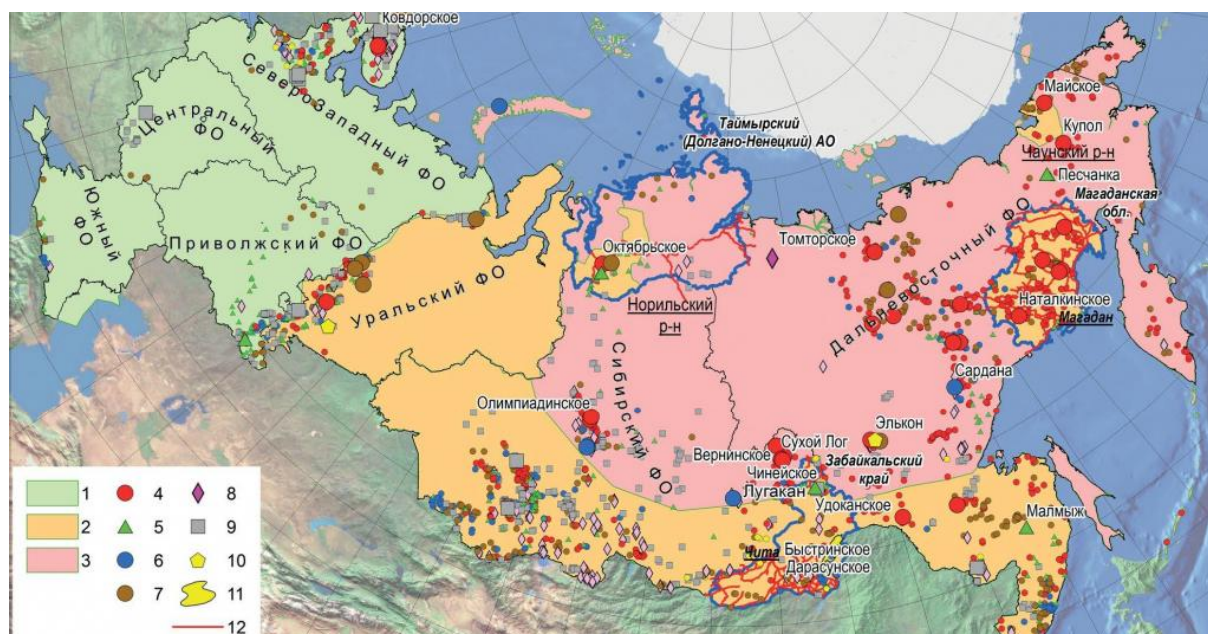 Ковдорское
Северо-Западный ФО
Центральный
ФО
Южный
ФО
Приволжский ФО
Уральский ФО
Таймырский
(Долгано-Ненецкий) АО
Октябрьское
Норильский
р-н
Сибирский ФО
Олимпиадинское
Томторское
Дальневосточный ФО
Майское
Купол
Чаунский р-н
Песчанка
Магаданская
обл.
Наталкинское
Магадан
Сардана
Элькон
Сухой Лог
Вернинское
Забайкальский
край
Чинейское
Лугакан
Удоканское
Малмыж
Чита
Быстринское
Дарасунское
1 4 8
2 5 9
3 6 10
7 11
12